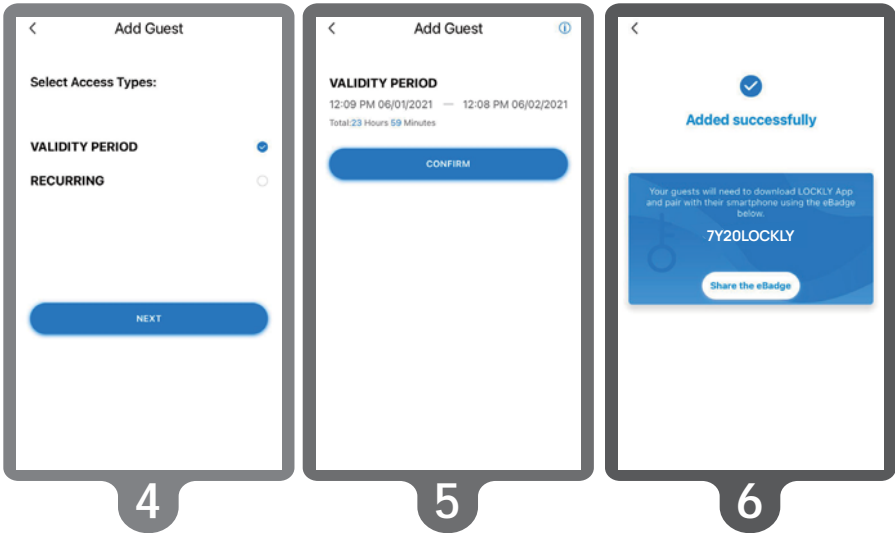 Add Guest
Select Access Types:
VALIDITY PERIOD
RECURRING
NEXT
4
Add Guest
VALIDITY PERIOD
12:09 PM 06/01/2021 — 12:08 PM 06/02/2021
Total:23 Hours 59 Minutes
CONFIRM
5
Added successfully
Your guests will need to download LOCKLY App
and pair with their smartphone using the eBadge
below.
7Y20LOCKLY
Share the eBadge
6